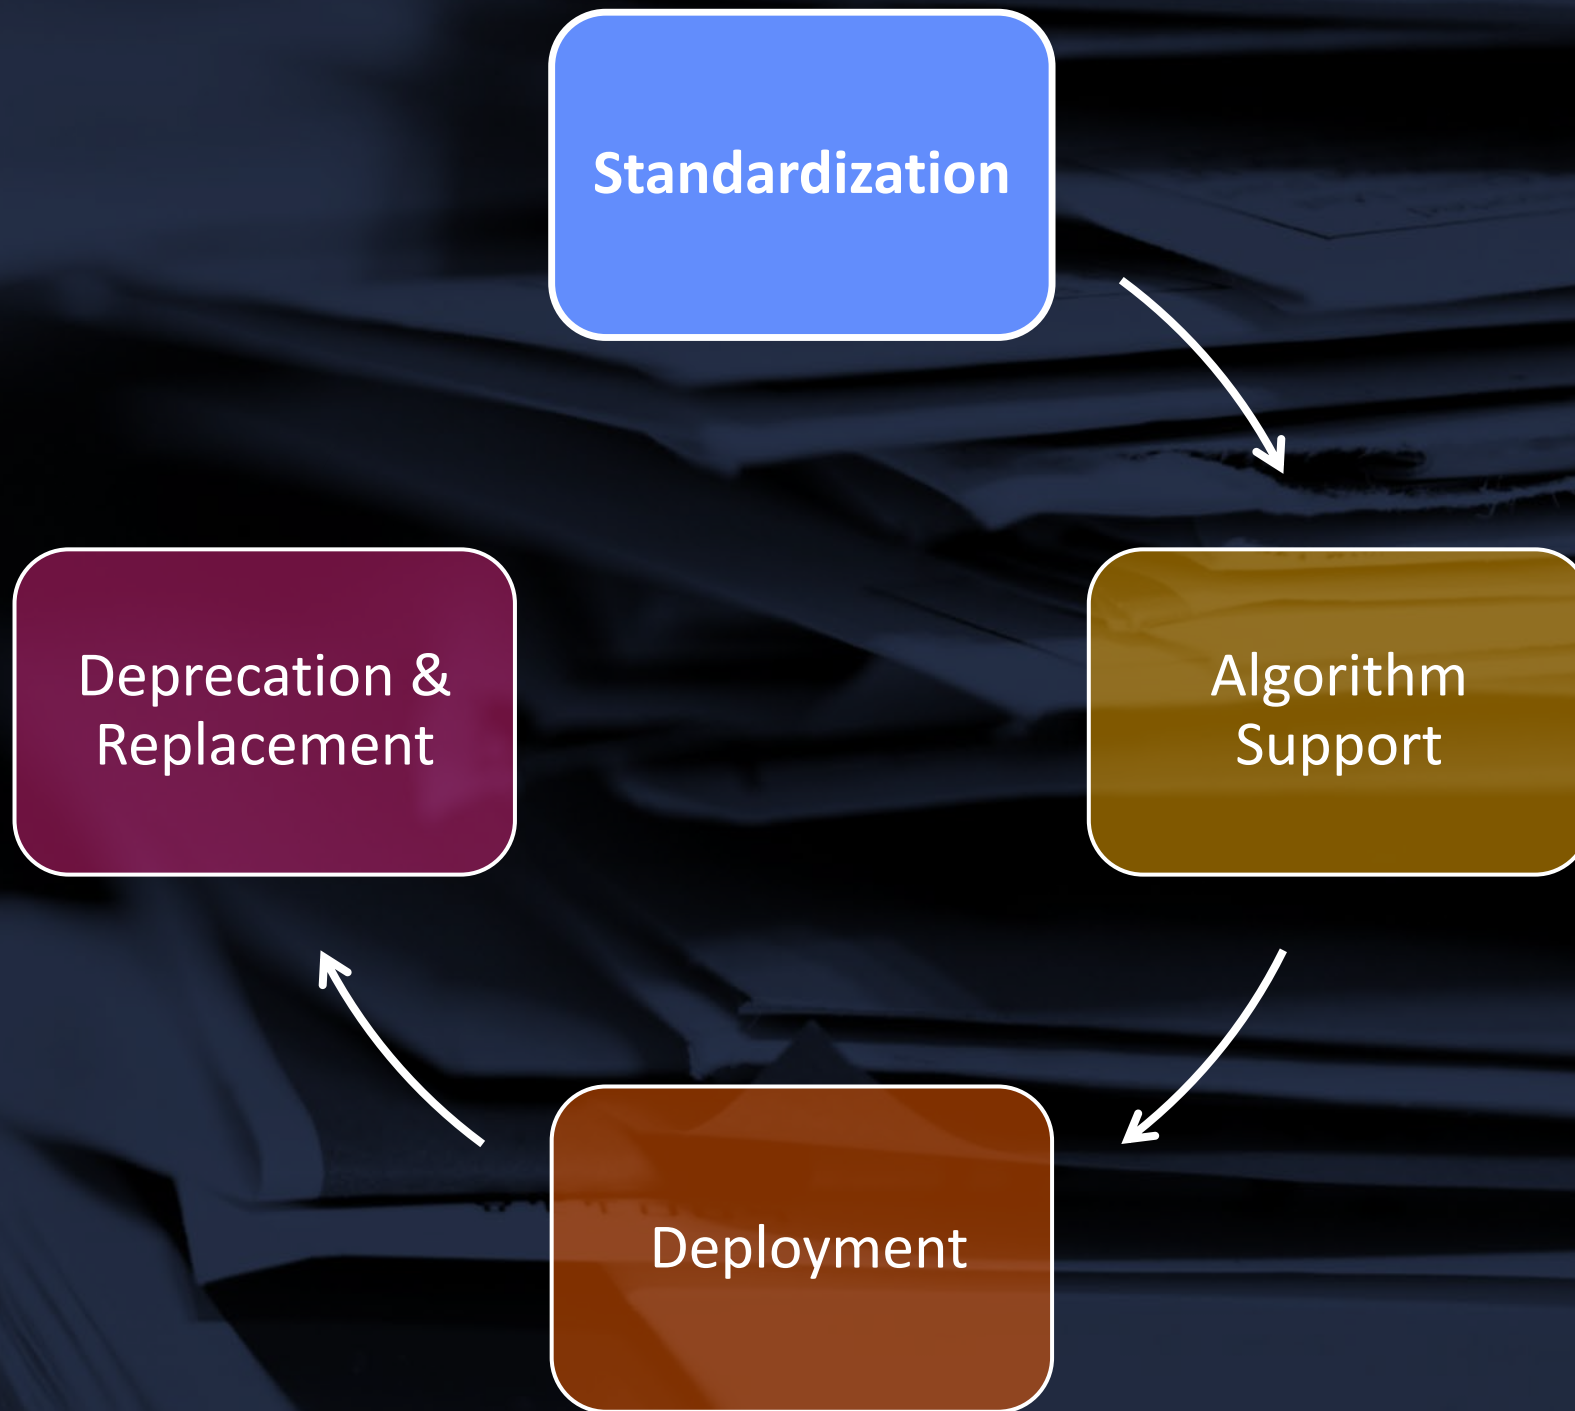 Standardization
Algorithm
Support
Deployment
Deprecation &
Replacement